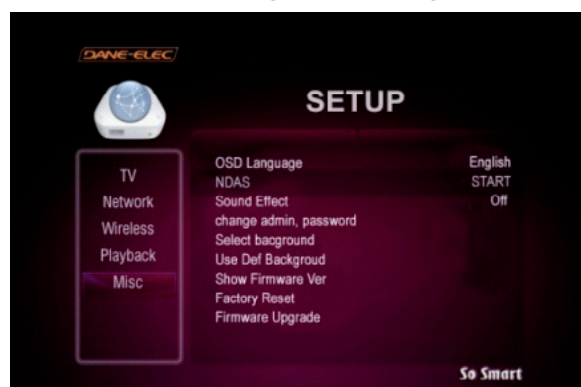 DANE-ELEC
SETUP
TV
Network
Wireless
Playback
Misc
OSD Language English
NDAS START
Sound Effect Off
change admin, password
Select bacground
Use Def Backgroud
Show Firmware Ver
Factory Reset
Firmware Upgrade
So Smart